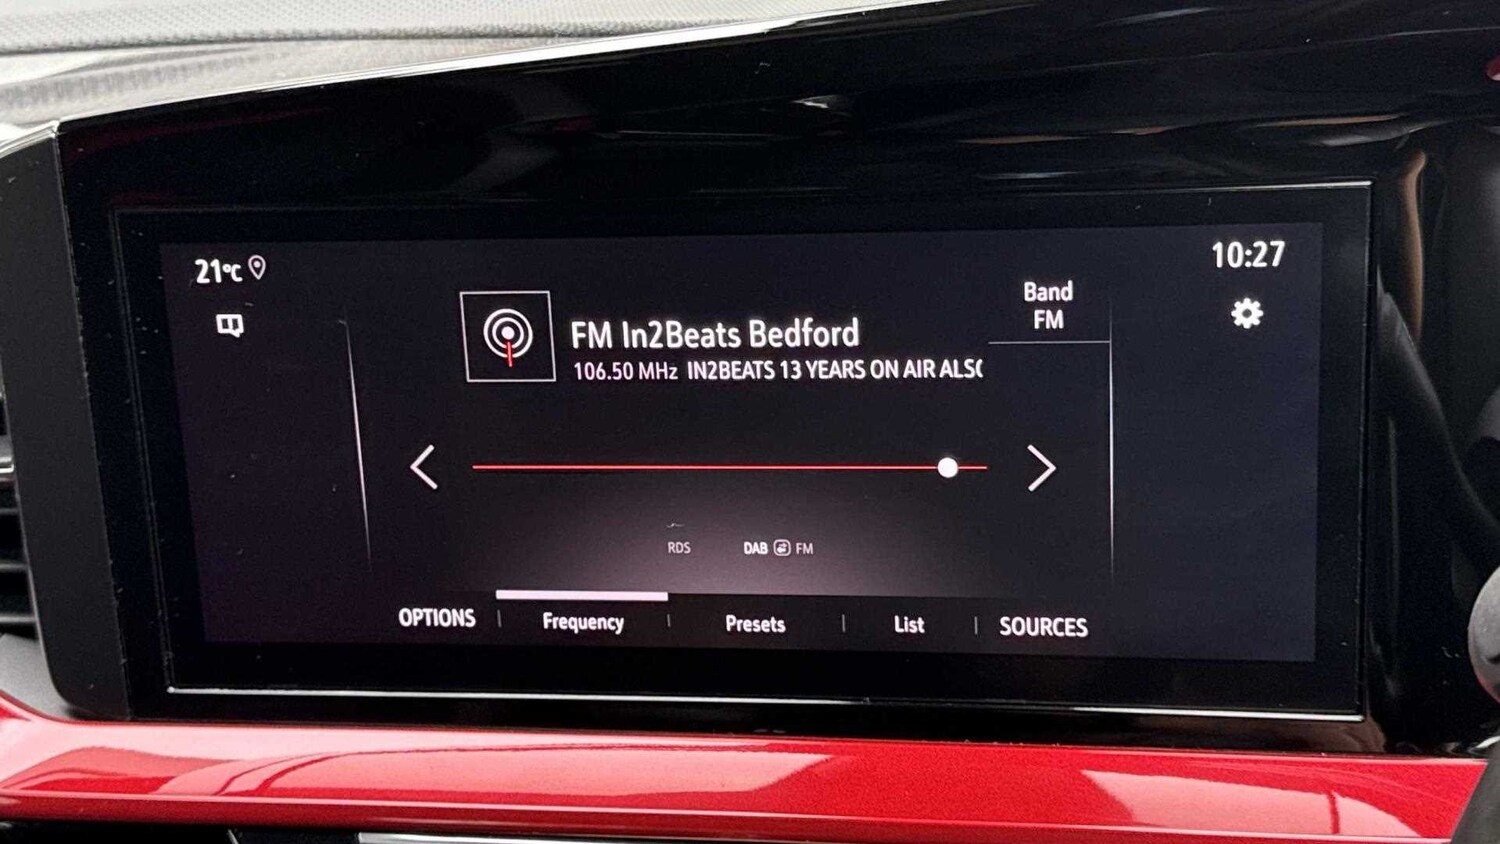 21°C
10:27
Band
FM
FM In2Beats Bedford
106.50 MHz IN2BEATS 13 YEARS ON AIR ALSO
RDS
DAB FM
OPTIONS | Frequency | Presets | List | SOURCES